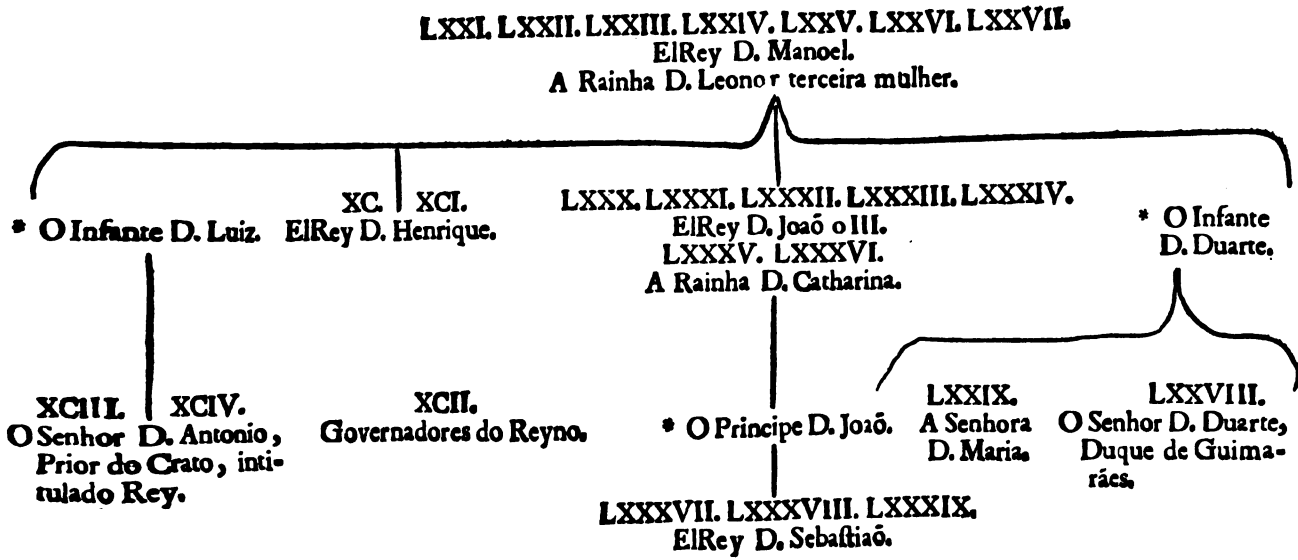 LXXI. LXXII. LXXIII. LXXIV. LXXV. LXXVI. LXXVII.
ElRey D. Manoel.
A Rainha D. Leonor terceira mulher.
* O Infante D. Luiz.
XC. XCI.
ElRey D. Henrique.
LXXX. LXXXI. LXXXII. LXXXIII. LXXXIV.
ElRey D. Joaõ o III.
LXXXV. LXXXVI.
A Rainha D. Catharina.
* O Infante
D. Duarte.
XCIII. XCIV.
O Senhor D. Antonio,
Prior do Crato, inti-
tulado Rey.
XCII.
Governadores do Reyno.
* O Principe D. Joaõ.
LXXIX.
A Senhora
D. Maria.
LXXVIII.
O Senhor D. Duarte,
Duque de Guima-
ráes.
LXXXVII. LXXXVIII. LXXXIX.
ElRey D. Sebaſtiaõ.